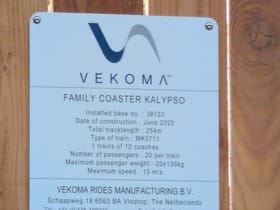 VEKOMA™
FAMILY COASTER KALYPSO
Installed base no. : 38133
Date of construction : June 2025
Total tracklength : 254m
Type of train : MK0711
1 trains of 10 coaches
Number of passengers : 20 per train
Maximum passenger weight : 20x136kg
Maximum speed : 13 m/s
VEKOMA RIDES MANUFACTURING B.V.
Schaapweg 18 6063 BA Vlodrop, The Netherlands